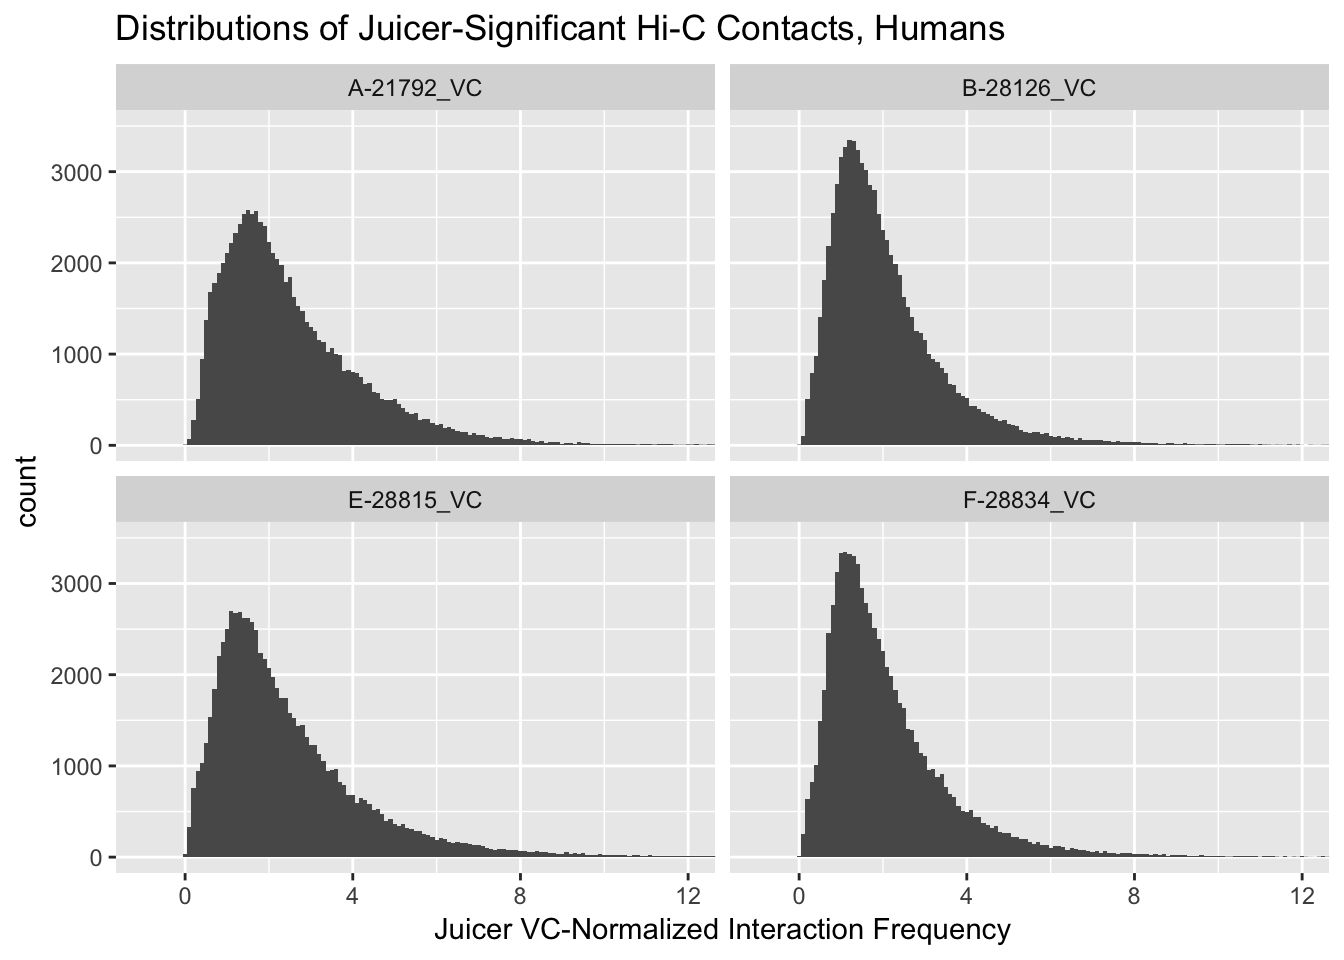 Distributions of Juicer-Significant Hi-C Contacts, Humans
A-21792_VC
B-28126_VC
3000
2000
1000
0
count
E-28815_VC
F-28834_VC
3000
2000
1000
0
0 4 8 12
0 4 8 12
Juicer VC-Normalized Interaction Frequency